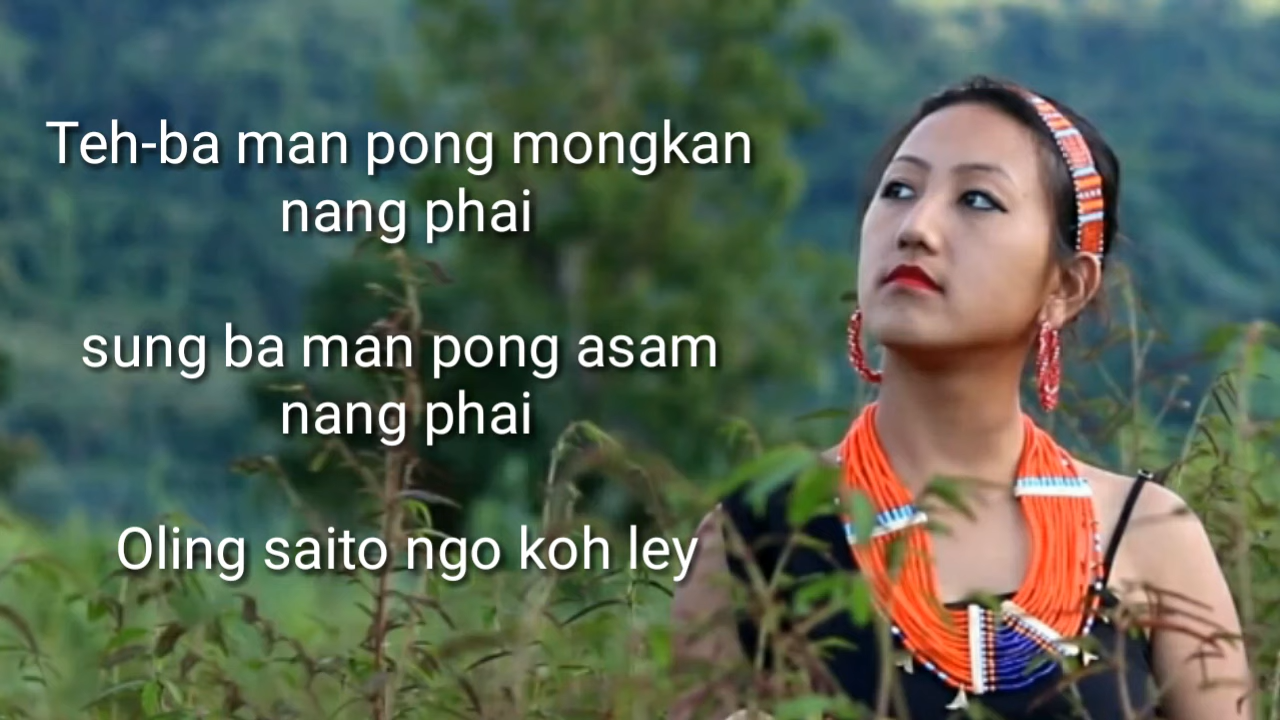 Teh-ba man pong mongkan
nang phai
sung ba man pong asam
nang phai
Oling saito ngo koh ley